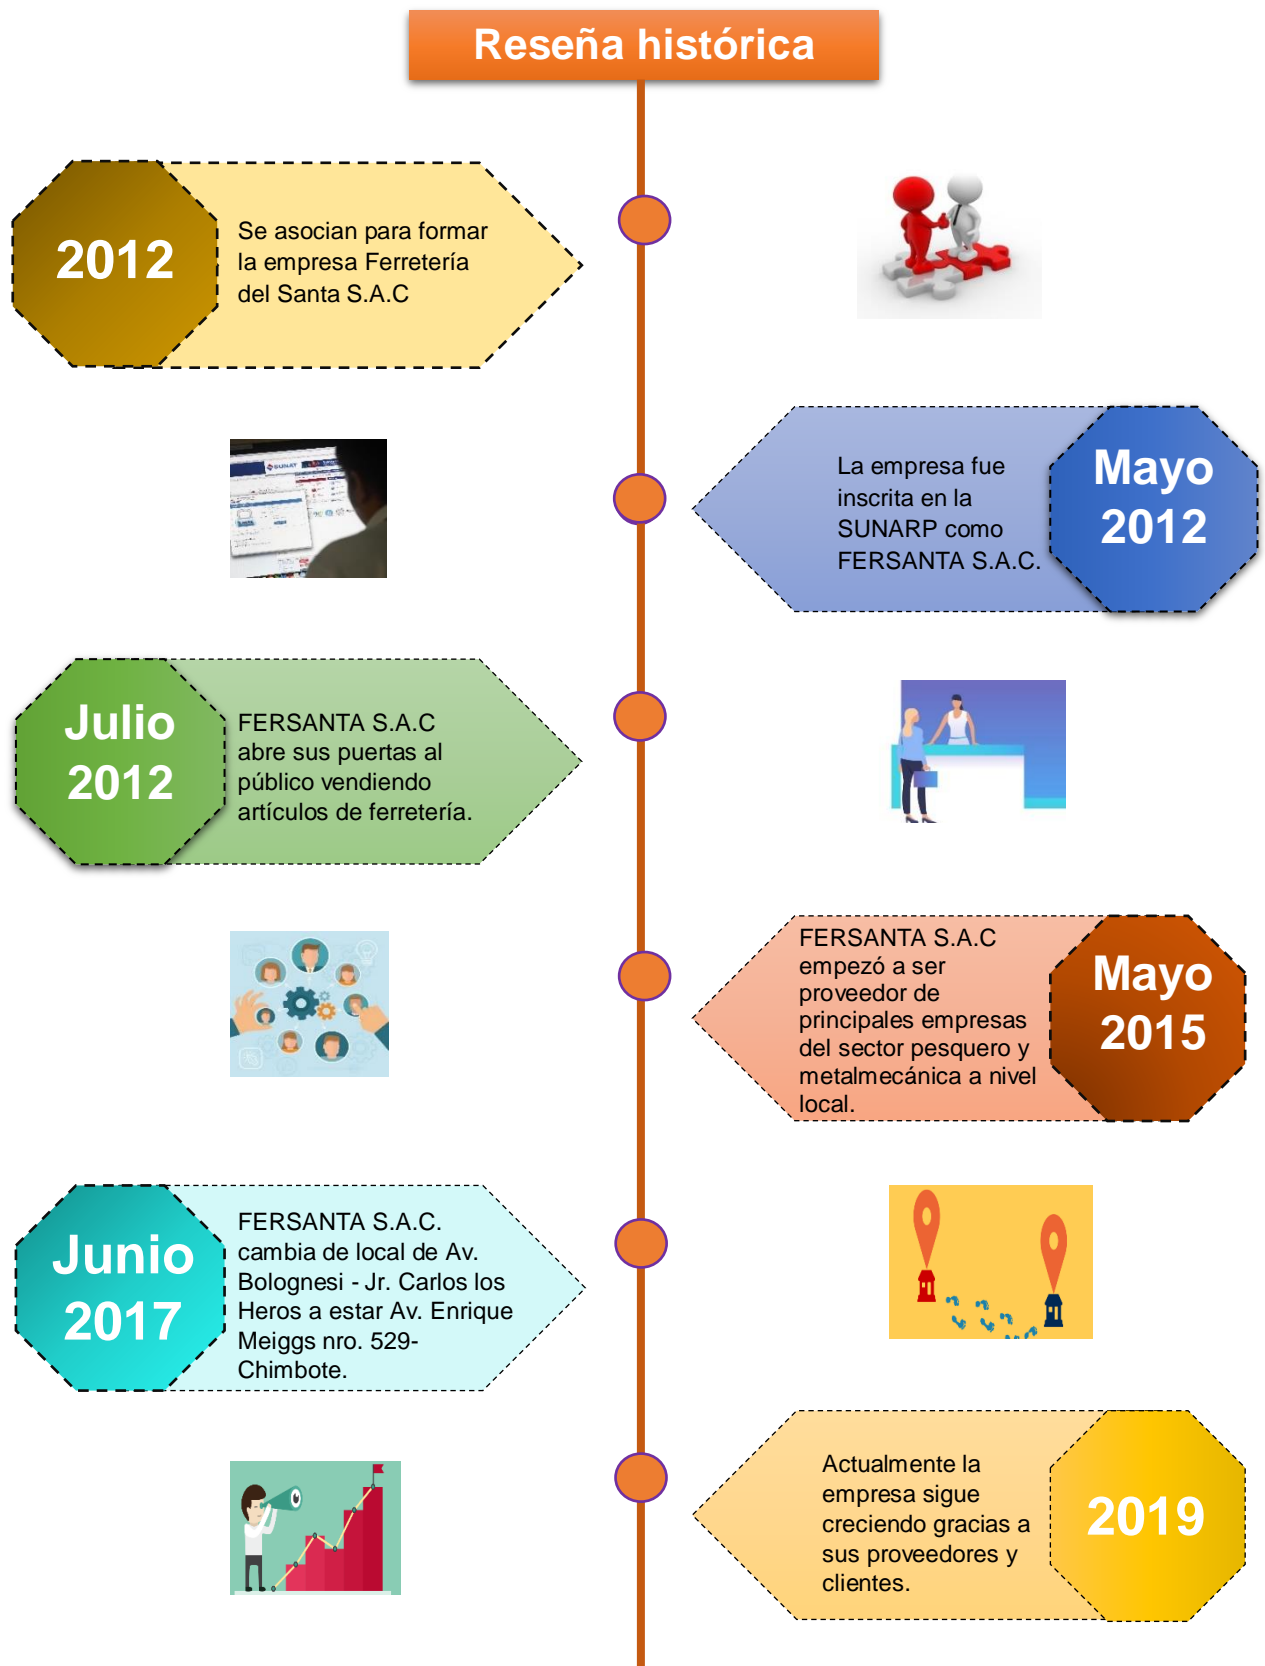 Reseña histórica
2012
Se asocian para formar
la empresa Ferretería
del Santa S.A.C
SUNAT
Mayo
2012
La empresa fue
inscrita en la
SUNARP como
FERSANTA S.A.C.
Julio
2012
FERSANTA S.A.C
abre sus puertas al
público vendiendo
artículos de ferretería.
Mayo
2015
FERSANTA S.A.C
empezó a ser
proveedor de
principales empresas
del sector pesquero y
metalmecánica a nivel
local.
Junio
2017
FERSANTA S.A.C.
cambia de local de Av.
Bolognesi - Jr. Carlos los
Heros a estar Av. Enrique
Meiggs nro. 529-
Chimbote.
2019
Actualmente la
empresa sigue
creciendo gracias a
sus proveedores y
clientes.